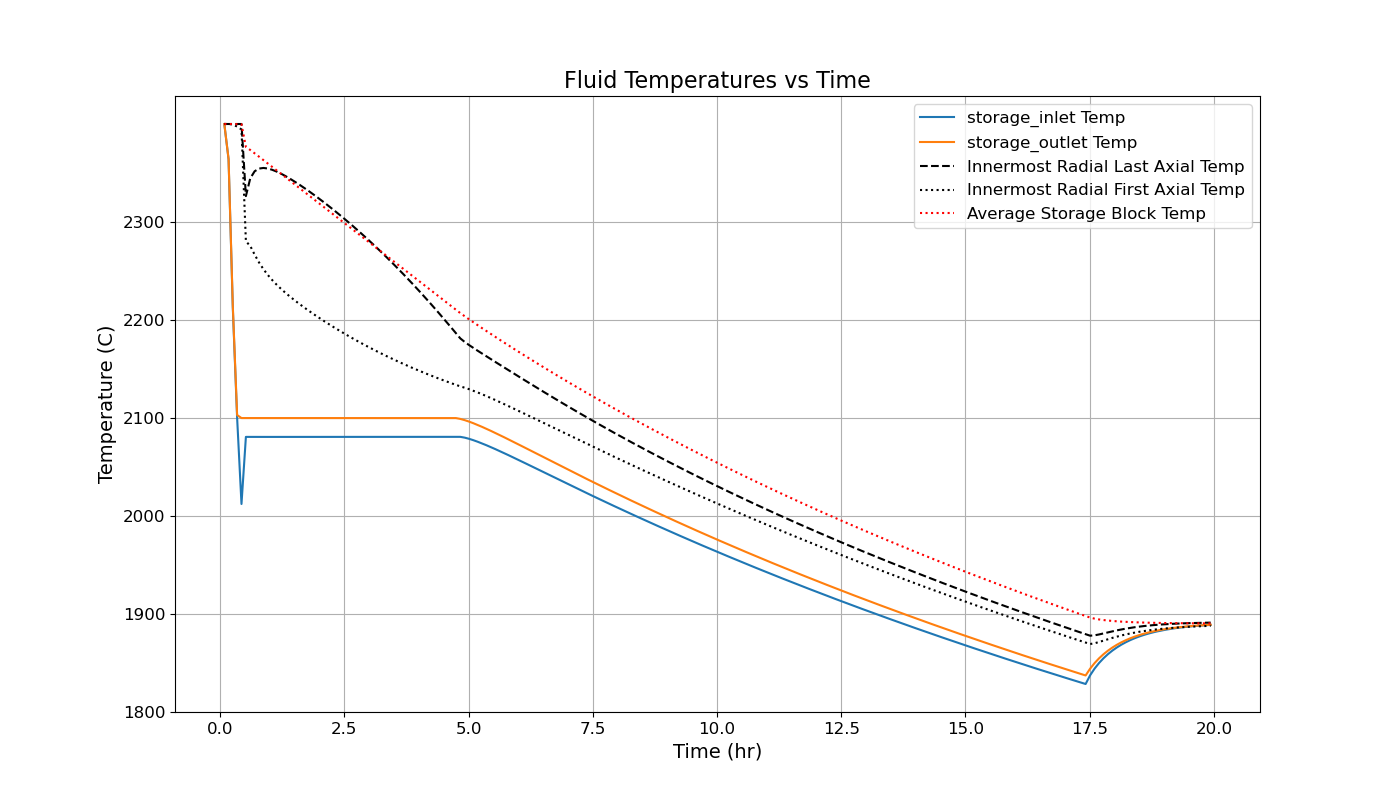 Fluid Temperatures vs Time
storage_inlet Temp
storage_outlet Temp
Innermost Radial Last Axial Temp
Innermost Radial First Axial Temp
Average Storage Block Temp
Temperature (C)
2300
2200
2100
2000
1900
1800
0.0 2.5 5.0 7.5 10.0 12.5 15.0 17.5 20.0
Time (hr)